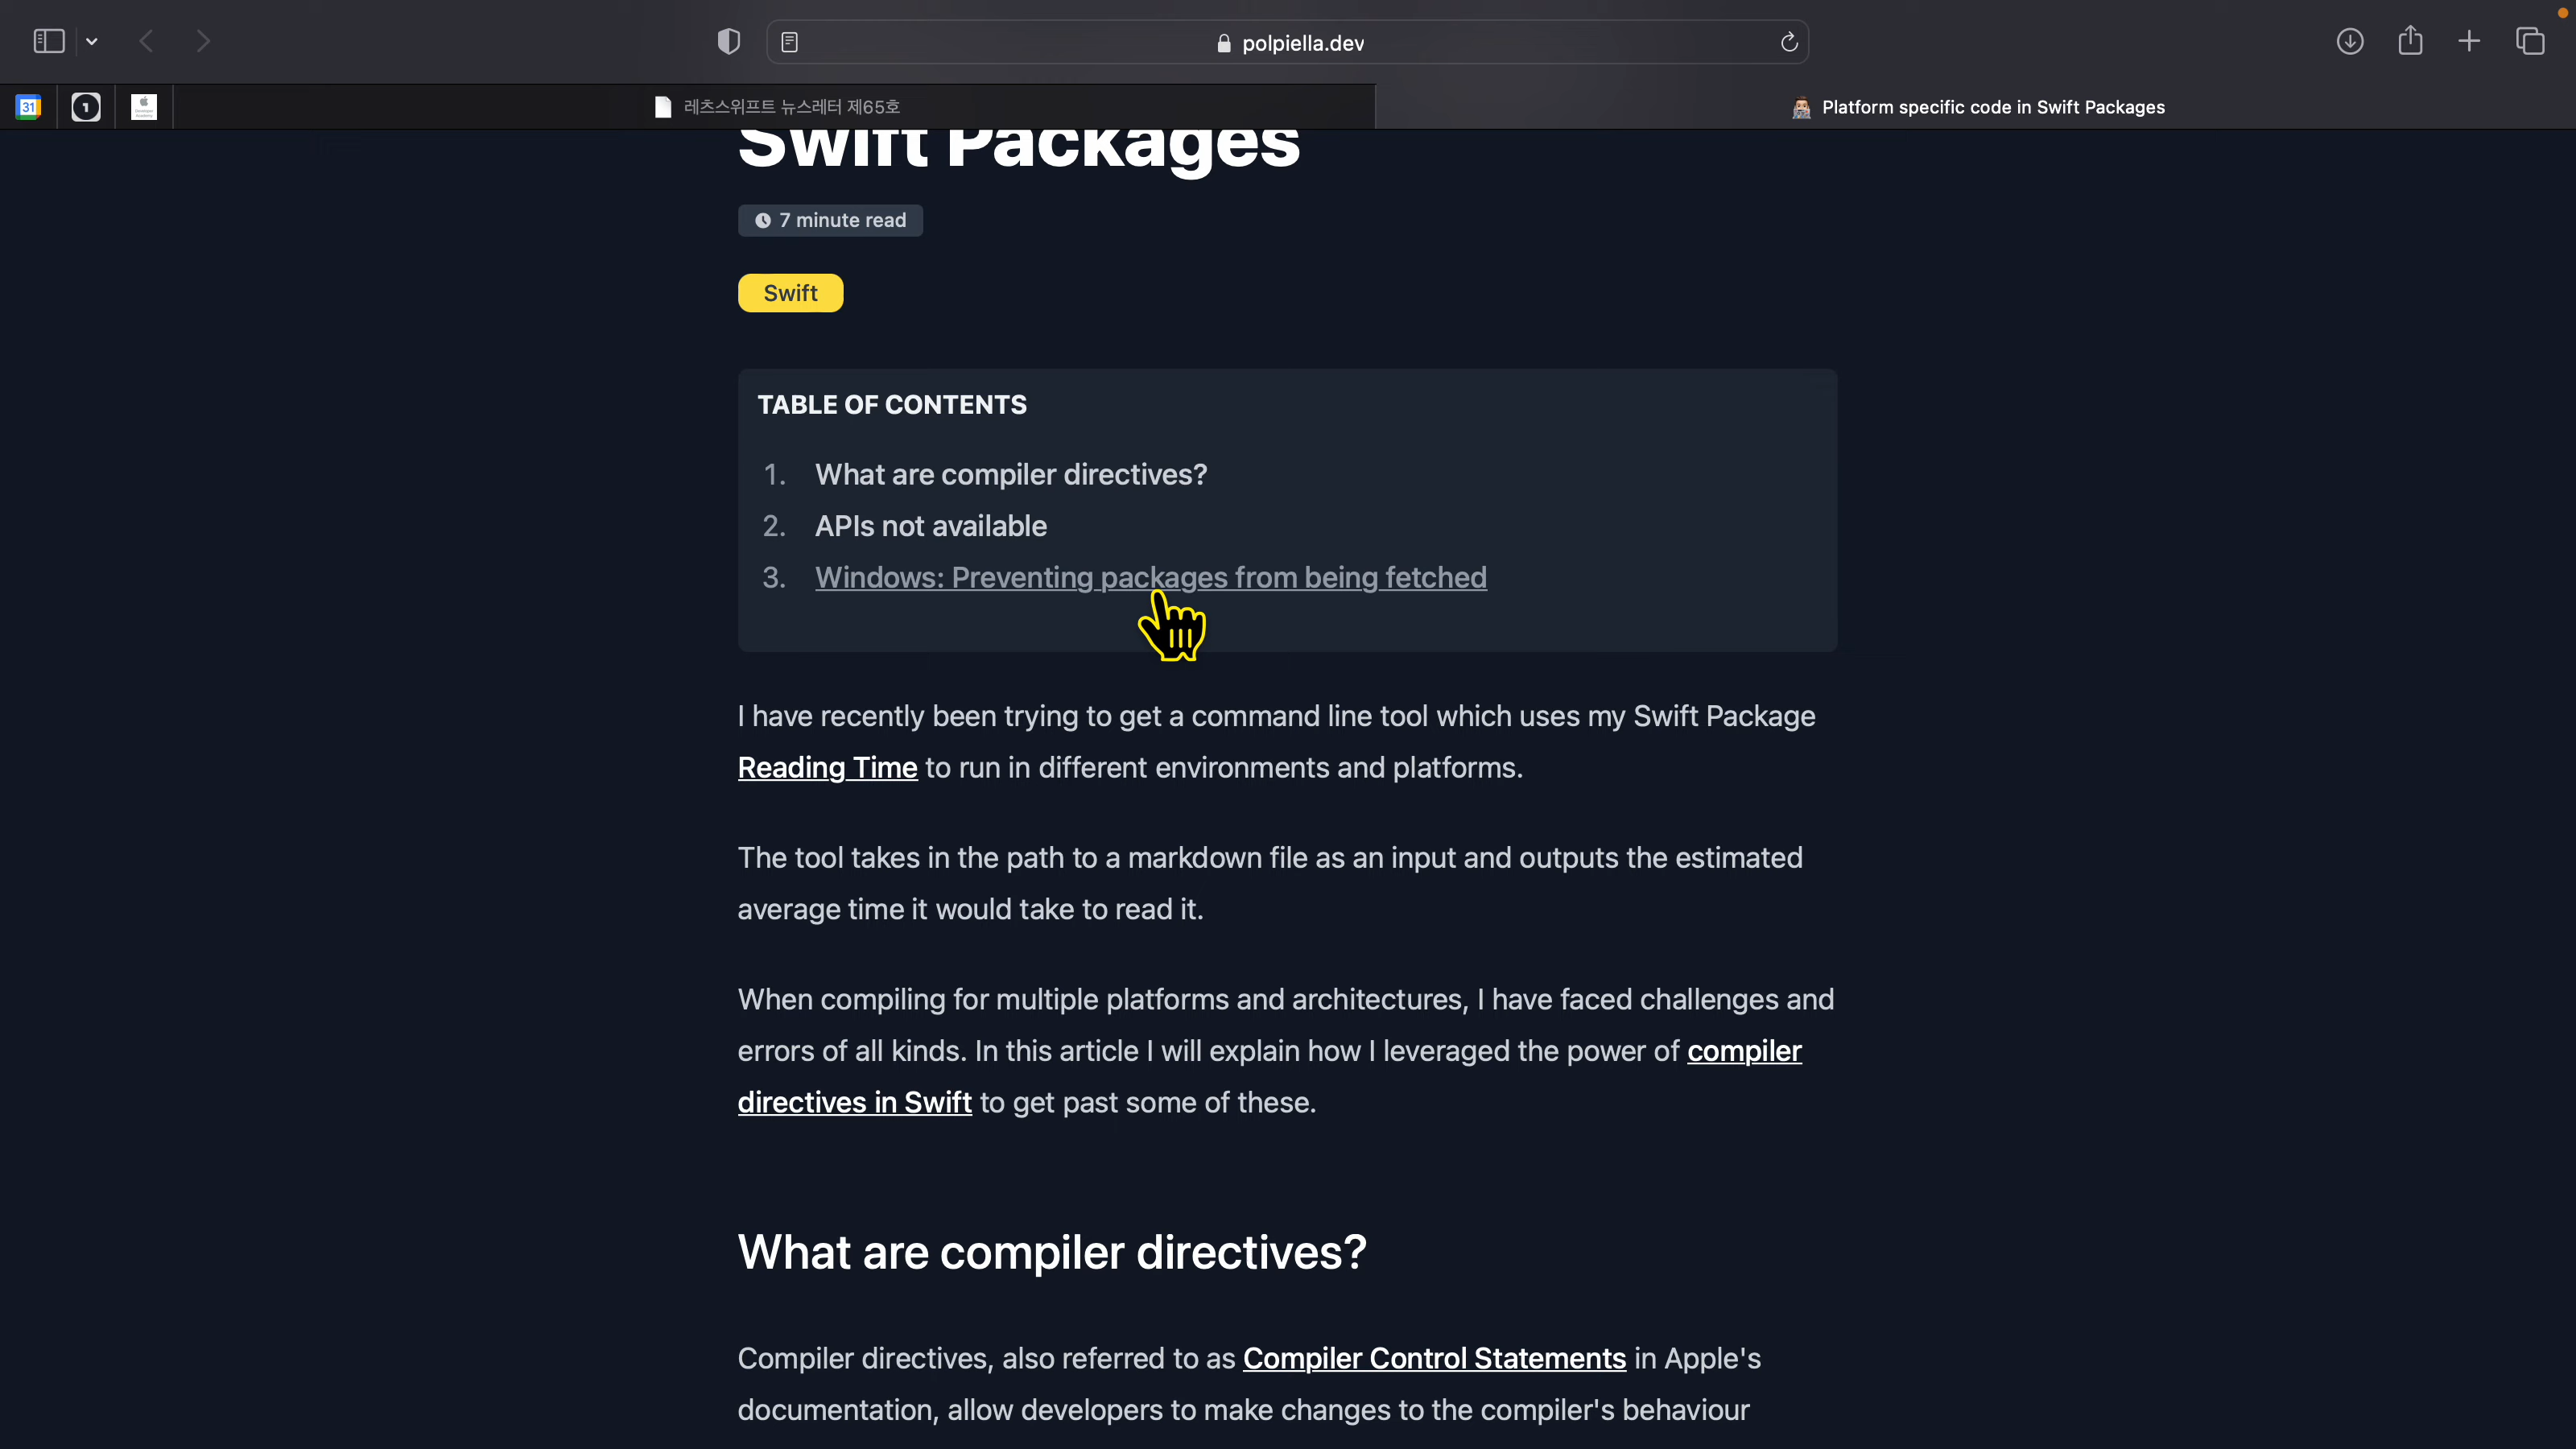 polpiella.dev
31
1
레츠스위프트 뉴스레터 제65호
Platform specific code in Swift Packages
Swift Packages
7 minute read
Swift
TABLE OF CONTENTS
1. What are compiler directives?
2. APIs not available
3. Windows: Preventing packages from being fetched
I have recently been trying to get a command line tool which uses my Swift Package
Reading Time to run in different environments and platforms.
The tool takes in the path to a markdown file as an input and outputs the estimated
average time it would take to read it.
When compiling for multiple platforms and architectures, I have faced challenges and
errors of all kinds. In this article I will explain how I leveraged the power of compiler
directives in Swift to get past some of these.
What are compiler directives?
Compiler directives, also referred to as Compiler Control Statements in Apple's
documentation, allow developers to make changes to the compiler's behaviour